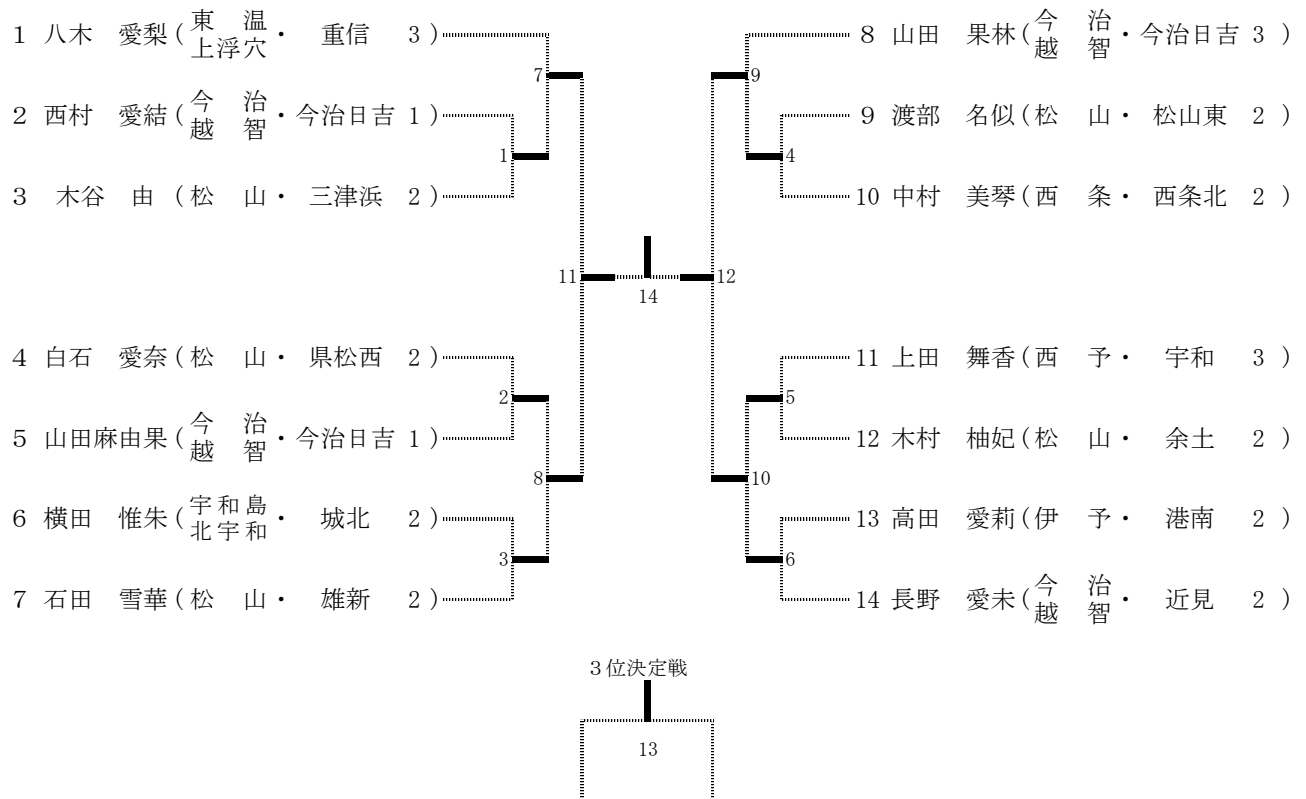 1 八木 愛梨 (東温上浮穴・重信 3)
2 西村 愛結 (今治越智・今治日吉 1)
3 木谷 由 (松山・三津浜 2)
4 白石 愛奈 (松山・県松西 2)
5 山田麻由果 (今治越智・今治日吉 1)
6 横田 惟朱 (宇和島北宇和・城北 2)
7 石田 雪華 (松山・雄新 2)
7
1
11
2
8
3
14
8 山田 果林 (今治越智・今治日吉 3)
9 渡部 名似 (松山・松山東 2)
10 中村 美琴 (西条・西条北 2)
11 上田 舞香 (西予・宇和 3)
12 木村 柚妃 (松山・余土 2)
13 高田 愛莉 (伊予・港南 2)
14 長野 愛未 (今治越智・近見 2)
9
4
12
5
10
6
3位決定戦
13